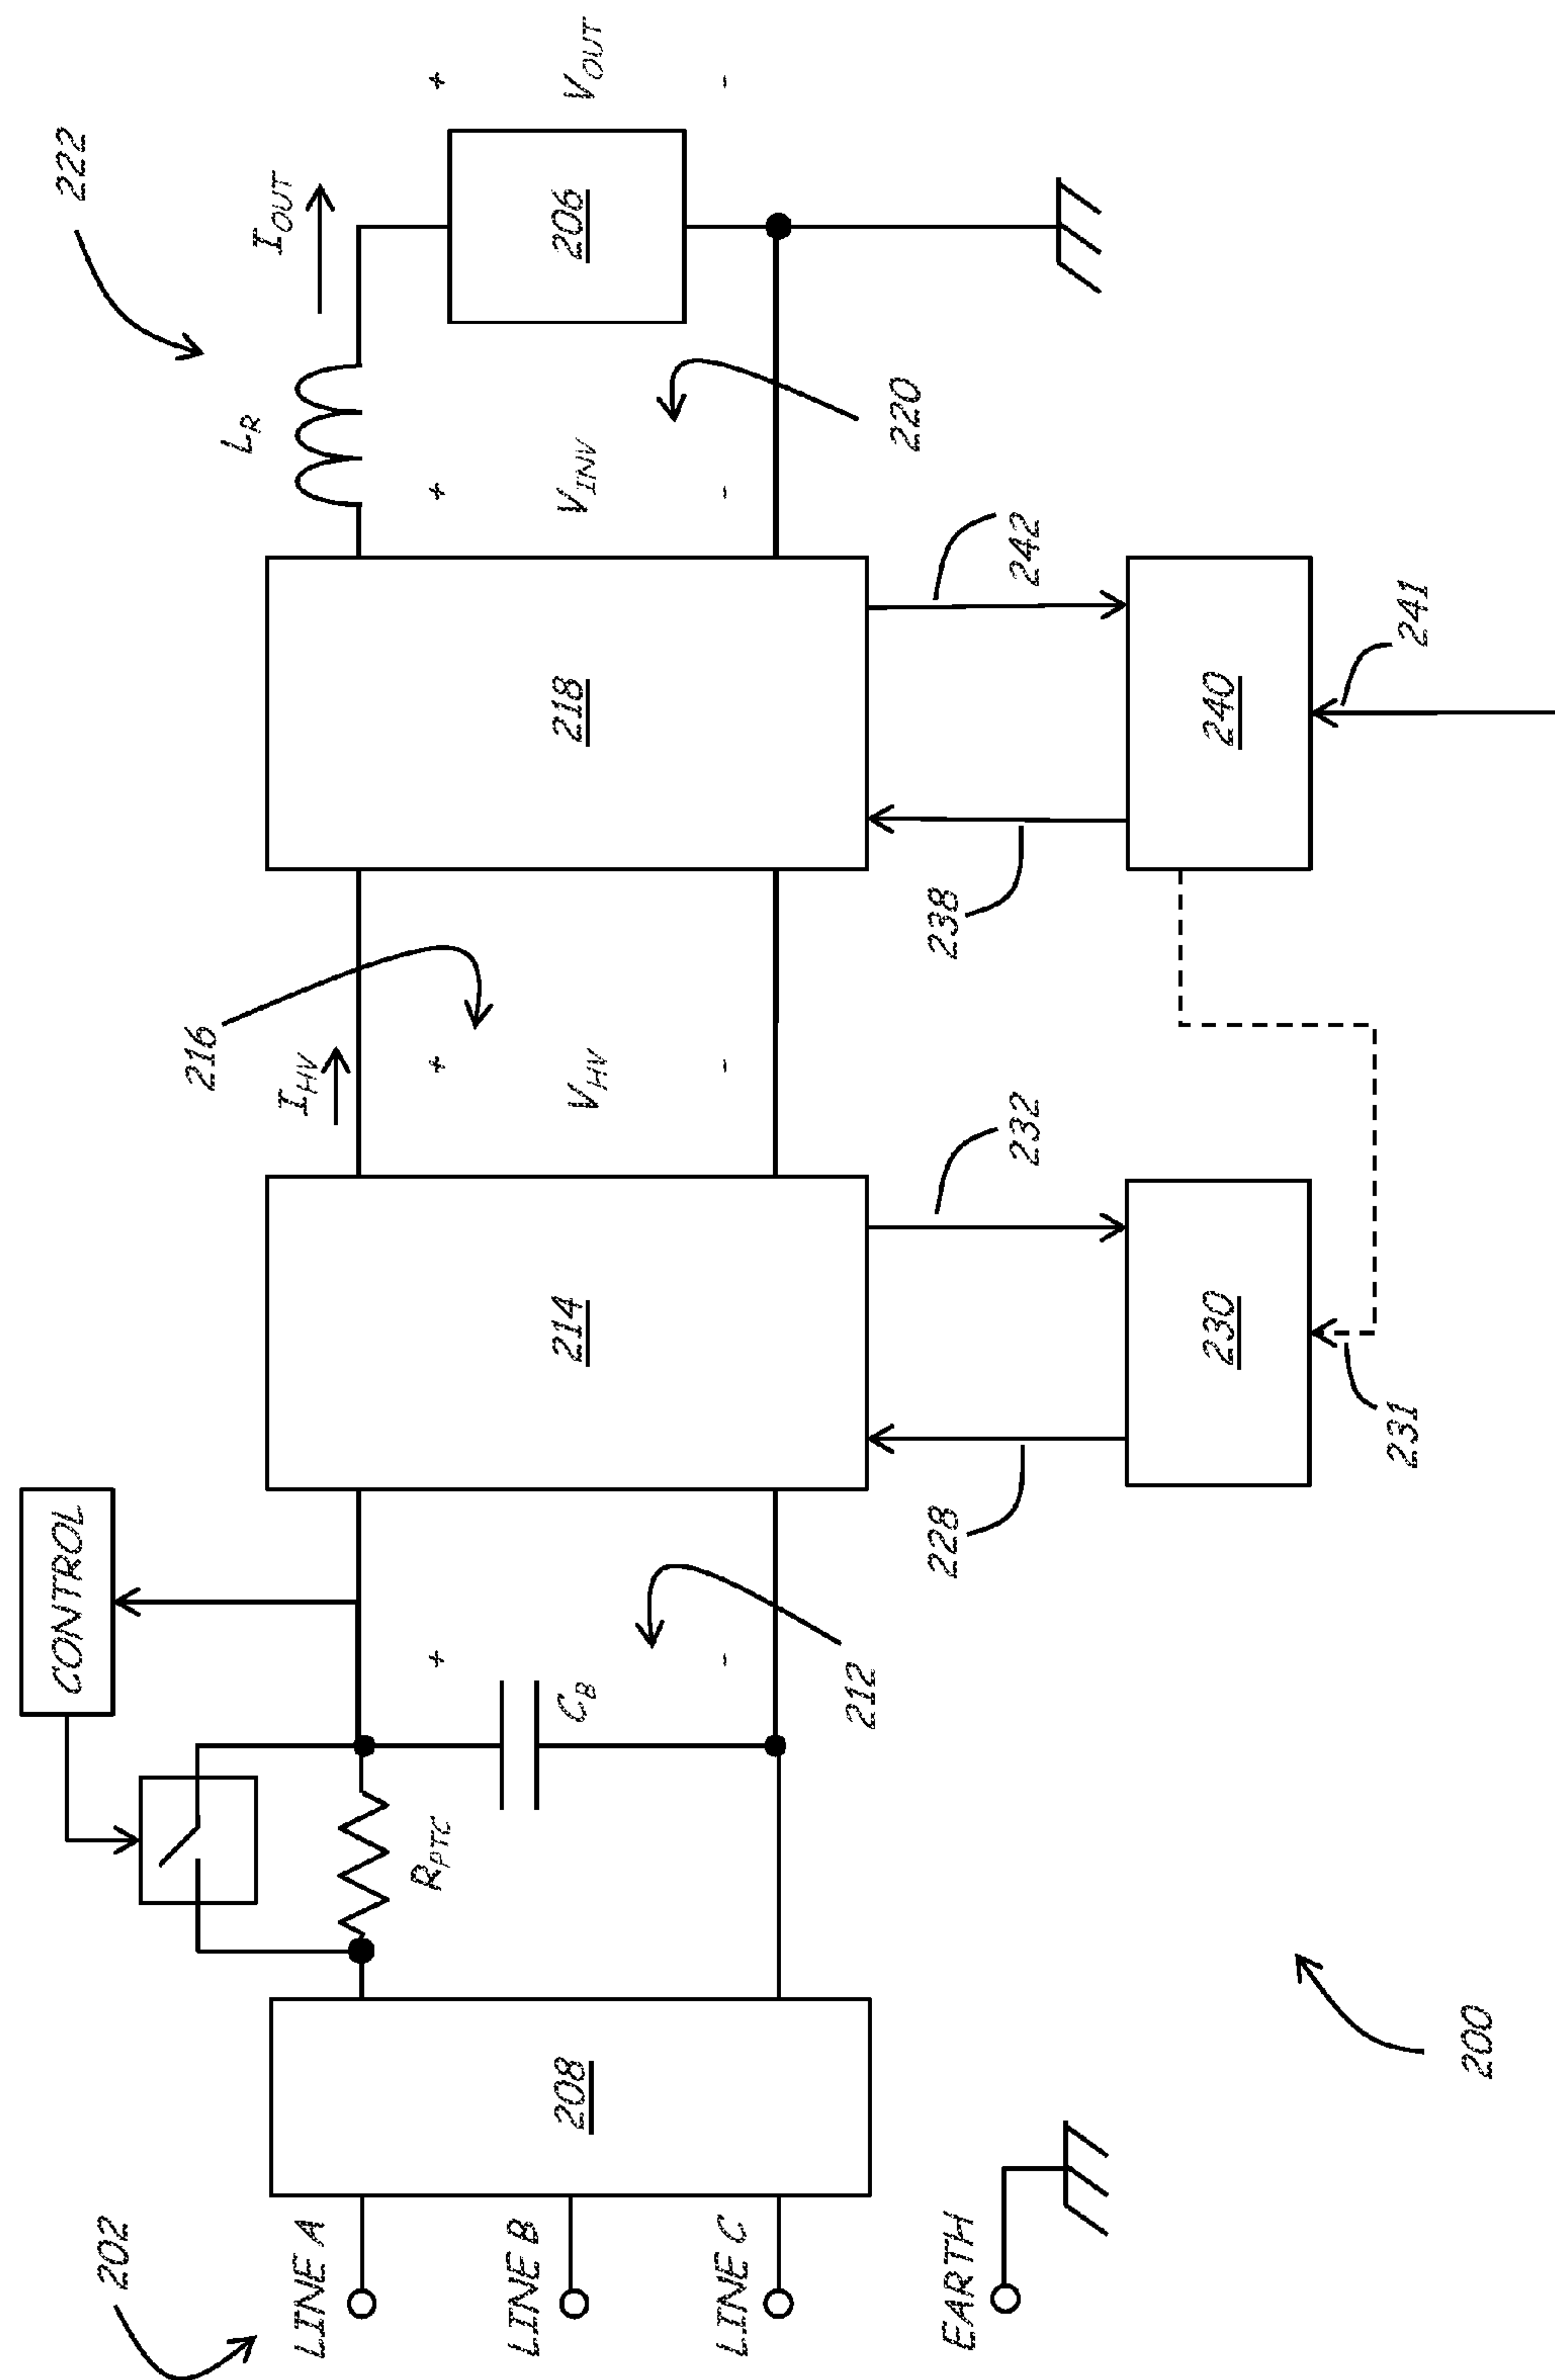 202
LINE A
LINE B
LINE C
EARTH
208
200
R_PTC
CONTROL
C_B
+
-
212
214
228
232
230
231
I_HV
216
+
V_HV
-
218
238
242
240
241
L_R
+
V_INV
-
220
222
I_OUT
206
+
V_OUT
-